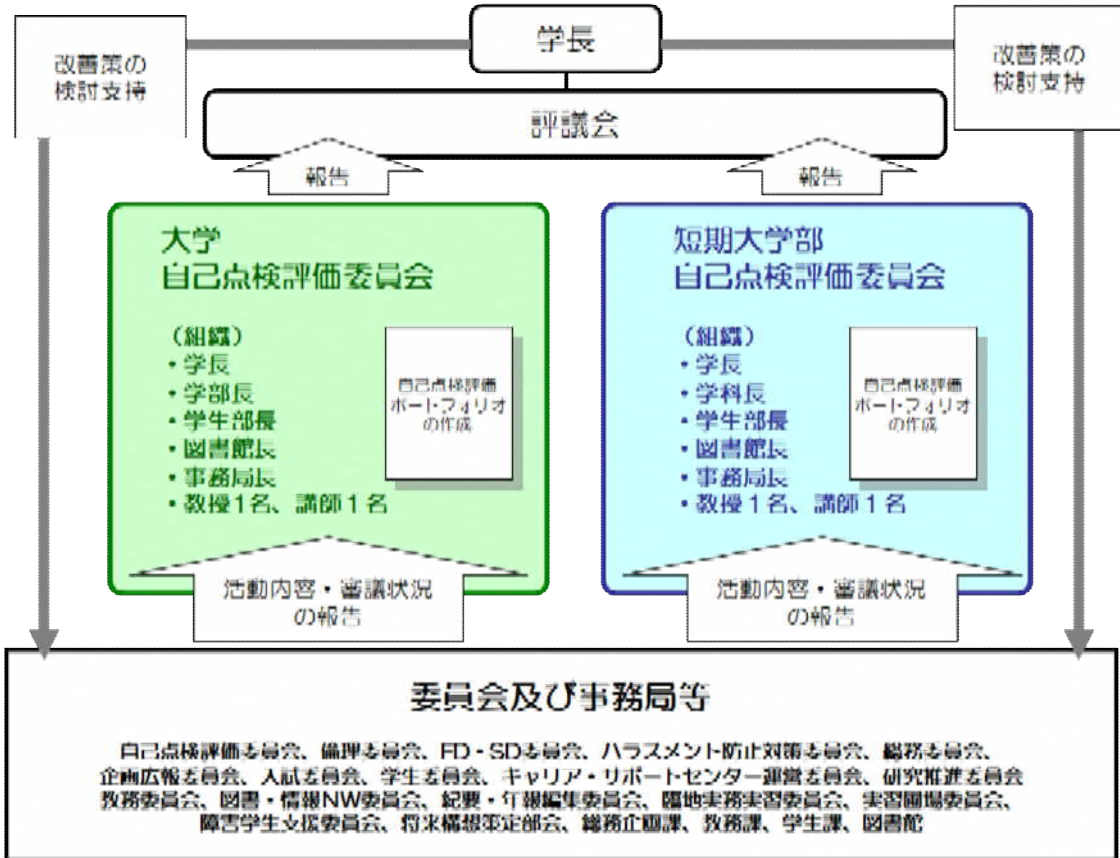 学長
改善策の
検討支持
改善策の
検討支持
評議会
報告
報告
大学
自己点検評価委員会
（組織）
・学長
・学部長
・学生部長
・図書館長
・事務局長
・教授１名、講師１名
自己点検評価
ポートフォリオ
の作成
短期大学部
自己点検評価委員会
（組織）
・学長
・学科長
・学生部長
・図書館長
・事務局長
・教授１名、講師１名
自己点検評価
ポートフォリオ
の作成
活動内容・審議状況
の報告
活動内容・審議状況
の報告
委員会及び事務局等
自己点検評価委員会、倫理委員会、FD・SD委員会、ハラスメント防止対策委員会、総務委員会、
企画広報委員会、入試委員会、学生委員会、キャリア・サポートセンター運営委員会、研究推進委員会
教務委員会、図書・情報NW委員会、紀要・年報編集委員会、臨地実務実習委員会、実習圃場委員会、
障害学生支援委員会、将来構想策定部会、総務企画課、教務課、学生課、図書館